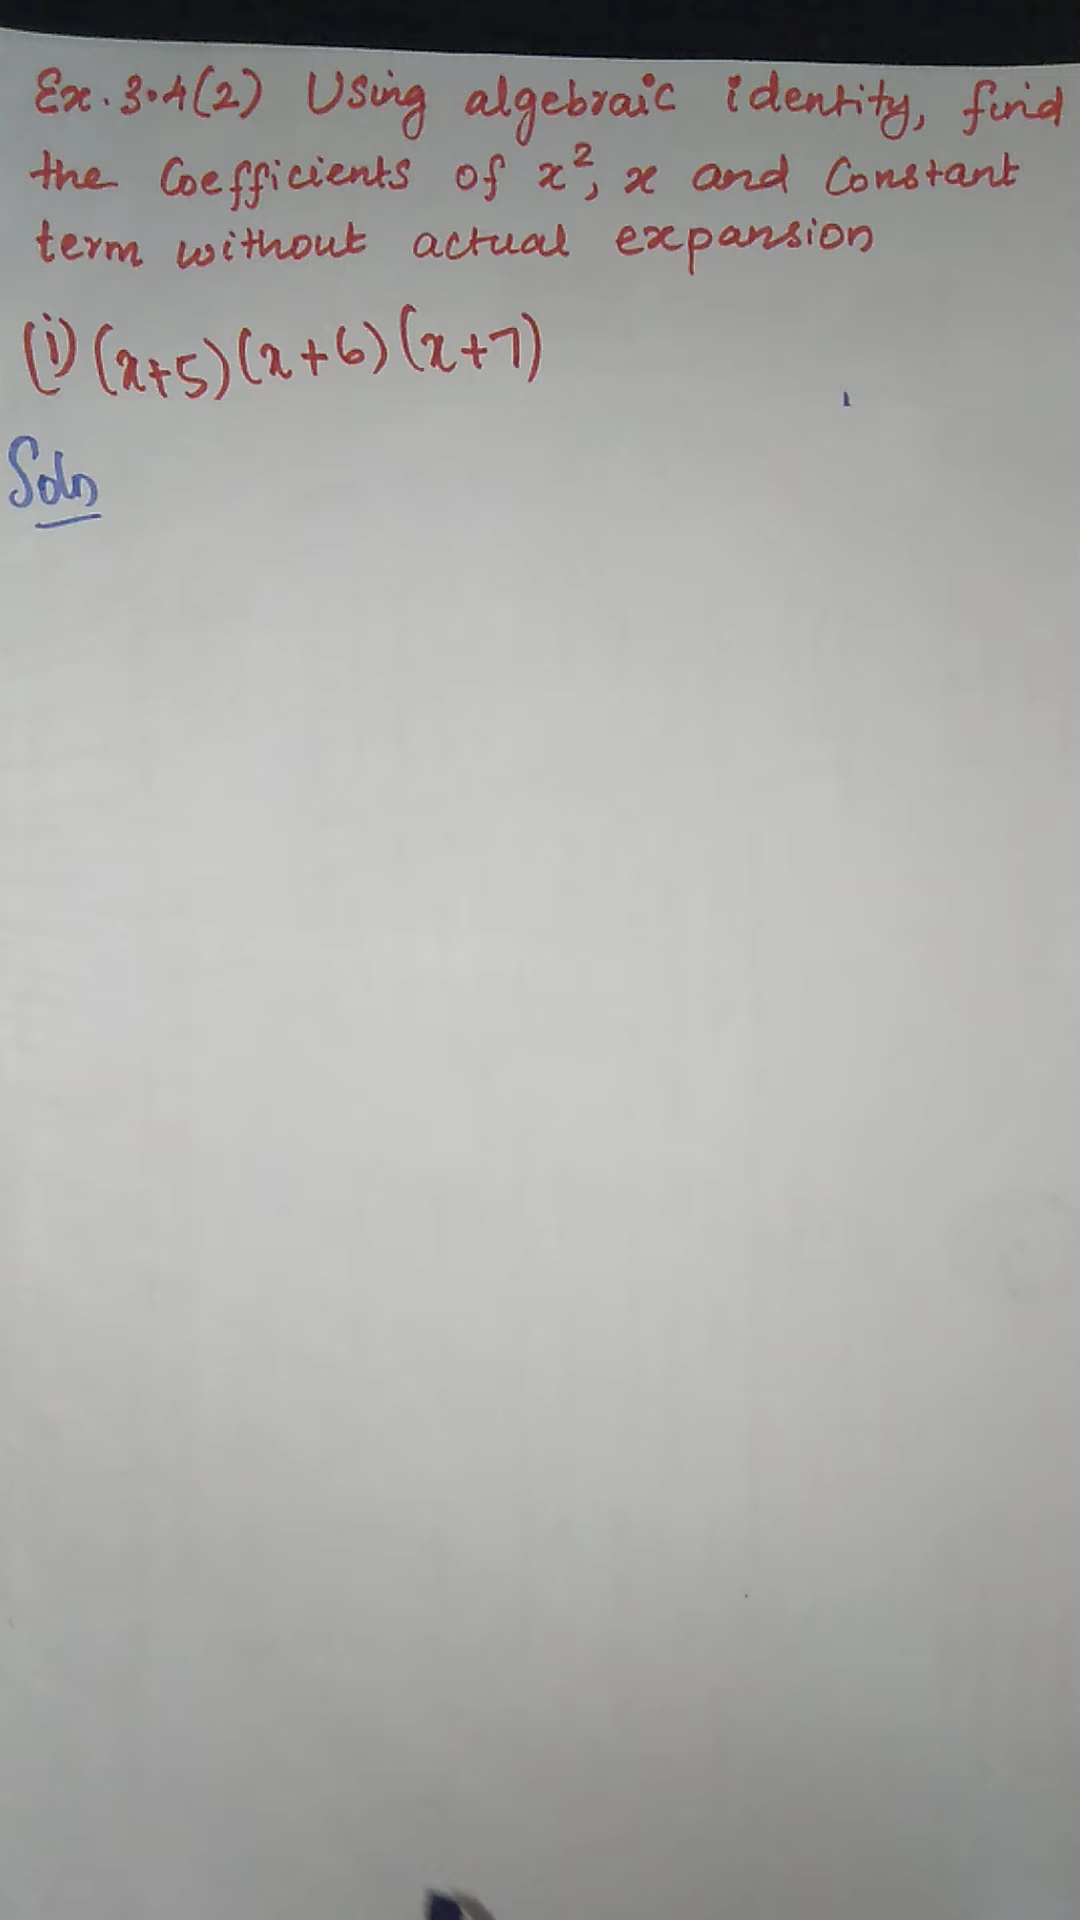 Ex. 3.4(2) Using algebraic identity, find
the Coefficients of x², x and Constant
term without actual expansion
(i) (x+5)(x+6)(x+7)
Soln